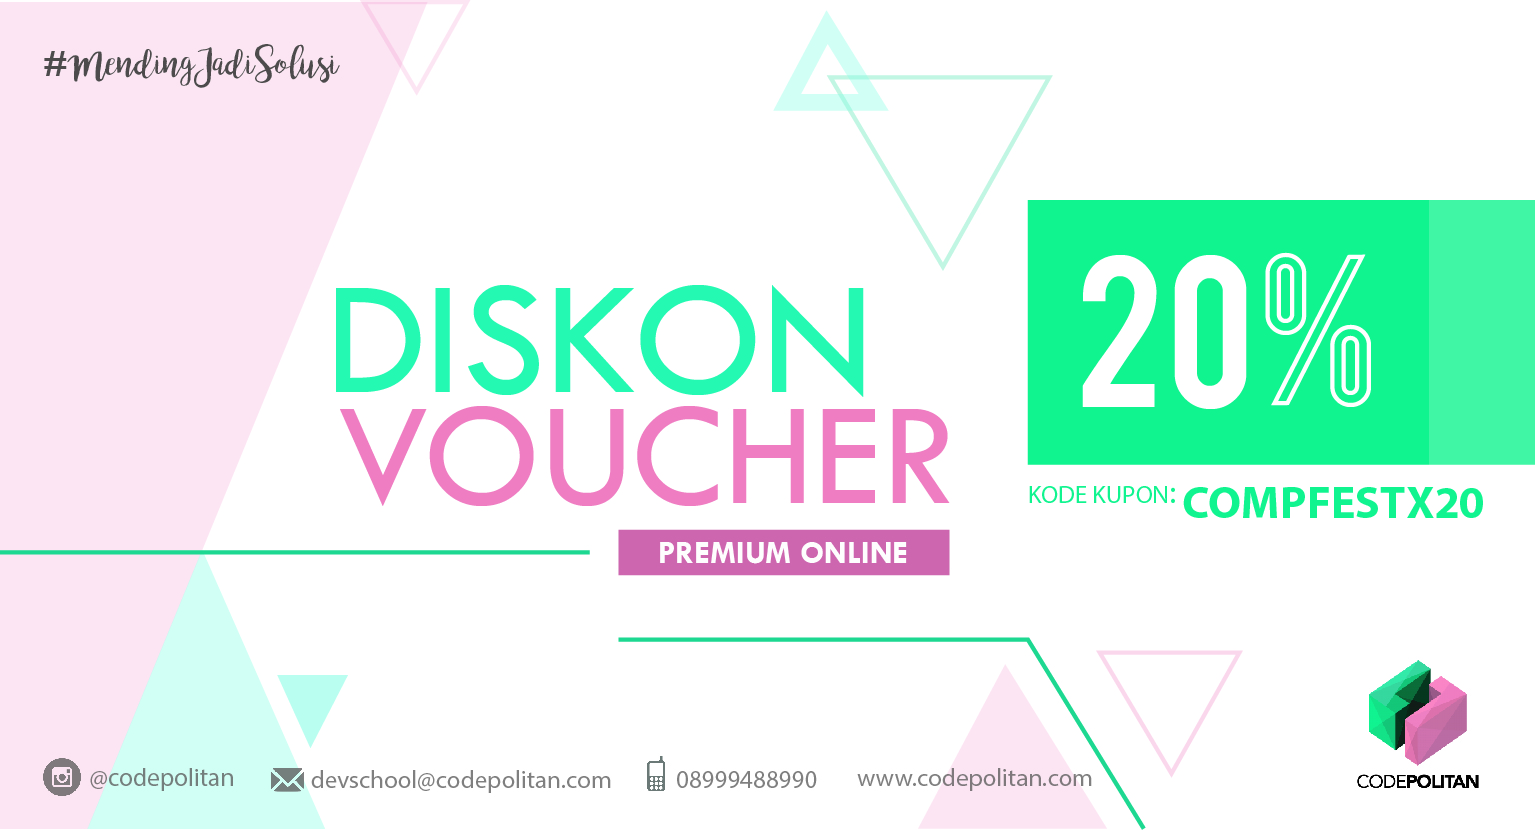 #MendingJadiSolusi
DISKON
VOUCHER
PREMIUM ONLINE
20%
KODE KUPON: COMPFESTX20
@codepolitan
devschool@codepolitan.com
08999488990
www.codepolitan.com
CODEPOLITAN